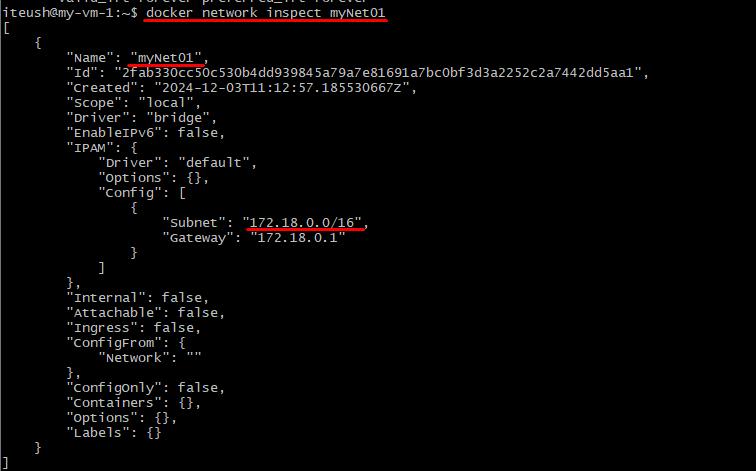 iteush@my-vm-1:~$ docker network inspect myNet01
[
    {
        "Name": "myNet01",
        "Id": "2fab330cc50c530b4dd939845a79a7e81691a7bc0bf3d3a2252c2a7442dd5aa1",
        "Created": "2024-12-03T11:12:57.185530667Z",
        "Scope": "local",
        "Driver": "bridge",
        "EnableIPv6": false,
        "IPAM": {
            "Driver": "default",
            "Options": {},
            "Config": [
                {
                    "Subnet": "172.18.0.0/16",
                    "Gateway": "172.18.0.1"
                }
            ]
        },
        "Internal": false,
        "Attachable": false,
        "Ingress": false,
        "ConfigFrom": {
            "Network": ""
        },
        "ConfigOnly": false,
        "Containers": {},
        "Options": {},
        "Labels": {}
    }
]